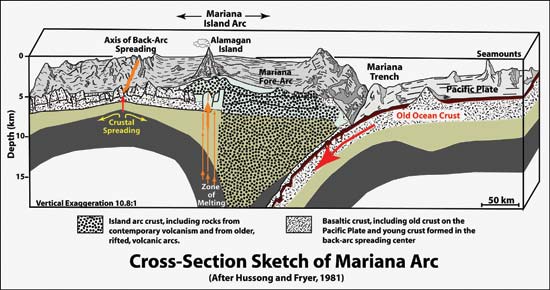 Mariana
Island Arc
Axis of Back-Arc
Spreading
Alamagan
Island
Seamounts
Mariana
Trench
Mariana
Fore-Arc
Pacific Plate
0
0
5
5
10
10
15
15
Depth (km)
Crustal
Spreading
Old Ocean Crust
Zone
of
Melting
Vertical Exaggeration 10.8:1
50 km
Island arc crust, including rocks from
contemporary volcanism and from older,
rifted, volcanic arcs.
Basaltic crust, including old crust on the
Pacific Plate and young crust formed in the
back-arc spreading center
Cross-Section Sketch of Mariana Arc
(After Hussong and Fryer, 1981)